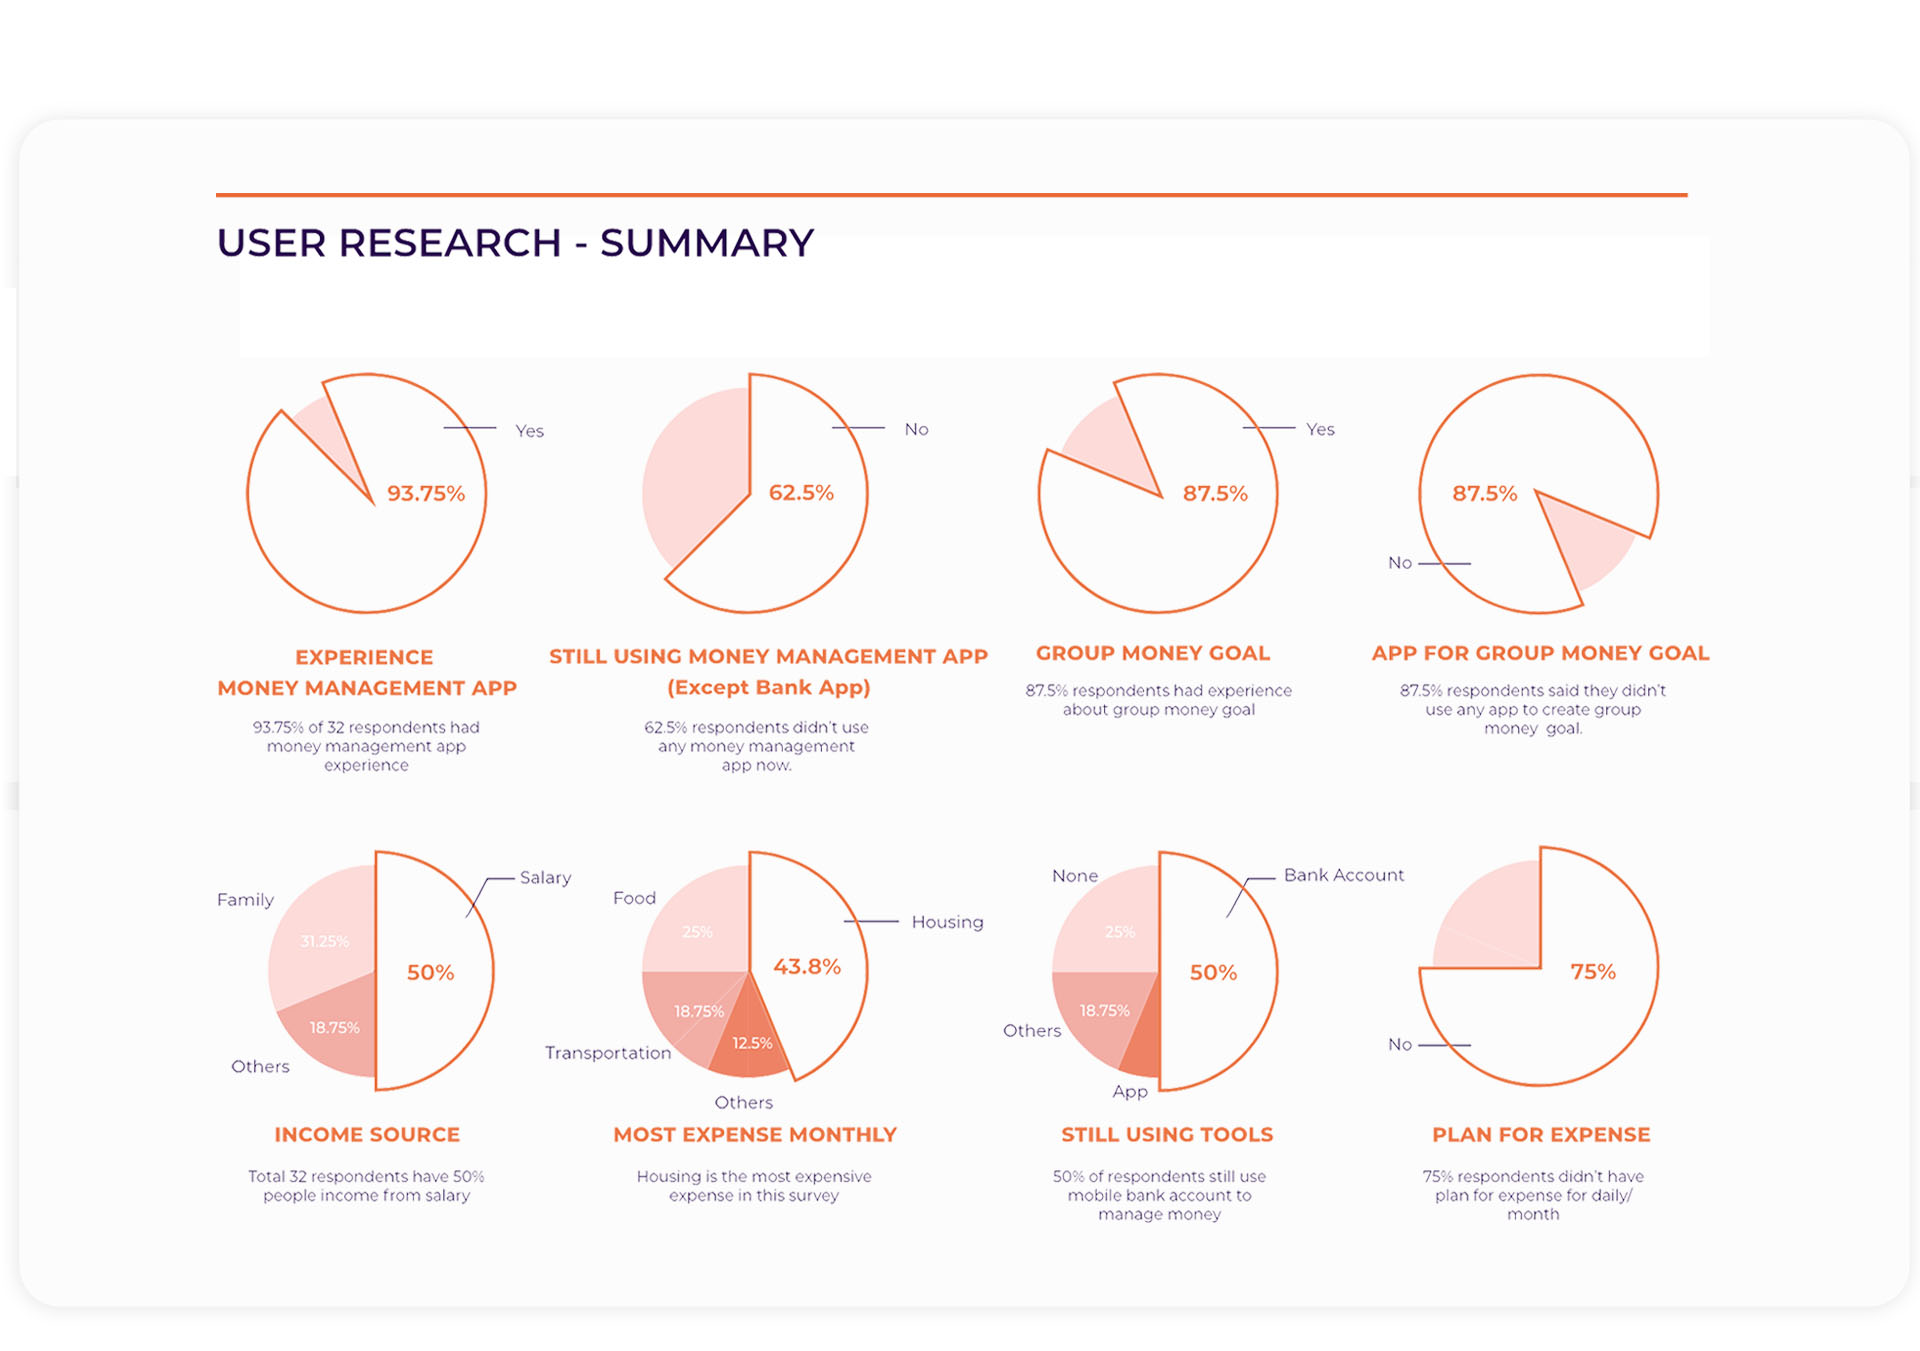 USER RESEARCH - SUMMARY
Yes
93.75%
EXPERIENCE
MONEY MANAGEMENT APP
93.75% of 32 respondents had
money management app
experience
No
62.5%
STILL USING MONEY MANAGEMENT APP
(Except Bank App)
62.5% respondents didn't use
any money management
app now.
Yes
87.5%
GROUP MONEY GOAL
87.5% respondents had experience
about group money goal
87.5%
No
APP FOR GROUP MONEY GOAL
87.5% respondents said they didn't
use any app to create group
money goal.
Family
Salary
31.25%
50%
18.75%
Others
INCOME SOURCE
Total 32 respondents have 50%
people income from salary
Food
Housing
25%
43.8%
18.75%
12.5%
Transportation
Others
MOST EXPENSE MONTHLY
Housing is the most expensive
expense in this survey
None
Bank Account
25%
50%
18.75%
Others
App
STILL USING TOOLS
50% of respondents still use
mobile bank account to
manage money
75%
No
PLAN FOR EXPENSE
75% respondents didn't have
plan for expense for daily/
month